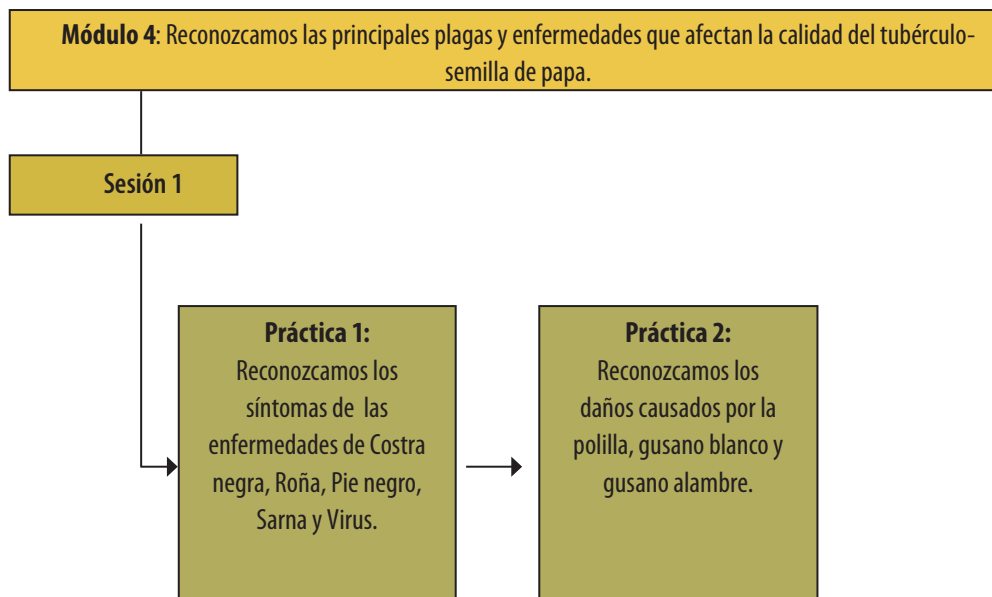 Módulo 4: Reconozcamos las principales plagas y enfermedades que afectan la calidad del tubérculo-
semilla de papa.
Sesión 1
Práctica 1:
Reconozcamos los
síntomas de las
enfermedades de Costra
negra, Roña, Pie negro,
Sarna y Virus.
Práctica 2:
Reconozcamos los
daños causados por la
polilla, gusano blanco y
gusano alambre.